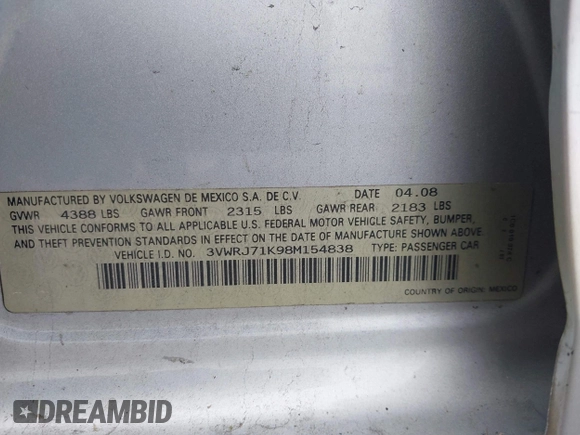 MANUFACTURED BY VOLKSWAGEN DE MEXICO S.A. DE C.V. DATE 04.08
GVWR 4388 LBS GAWR FRONT 2315 LBS GAWR REAR 2183 LBS
THIS VEHICLE CONFORMS TO ALL APPLICABLE U.S. FEDERAL MOTOR VEHICLE SAFETY, BUMPER,
AND THEFT PREVENTION STANDARDS IN EFFECT ON THE DATE OF MANUFACTURE SHOWN ABOVE.
VEHICLE I.D. NO. 3VWRJ71K98M154838 TYPE: PASSENGER CAR
COUNTRY OF ORIGIN: MEXICO
DREAMBID